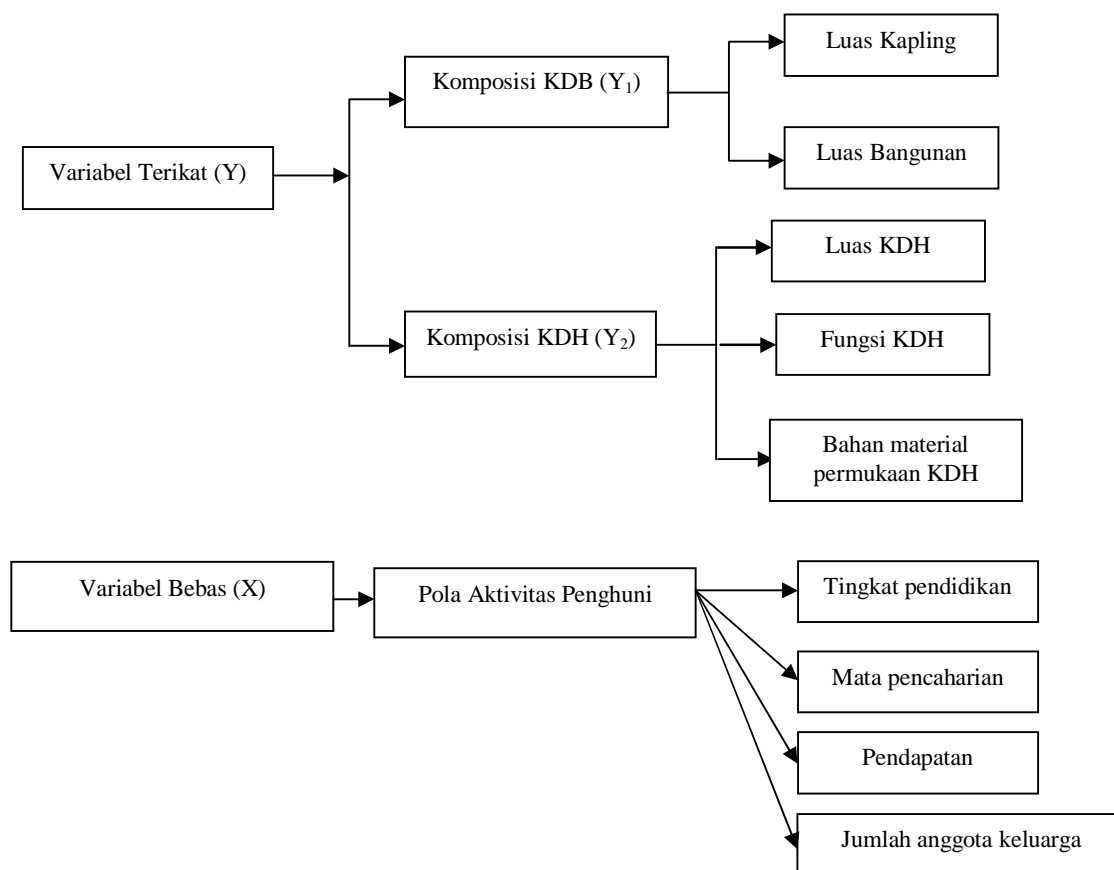 Luas Kapling
Komposisi KDB (Y₁)
Luas Bangunan
Variabel Terikat (Y)
Luas KDH
Komposisi KDH (Y₂)
Fungsi KDH
Bahan material
permukaan KDH
Variabel Bebas (X)
Pola Aktivitas Penghuni
Tingkat pendidikan
Mata pencaharian
Pendapatan
Jumlah anggota keluarga